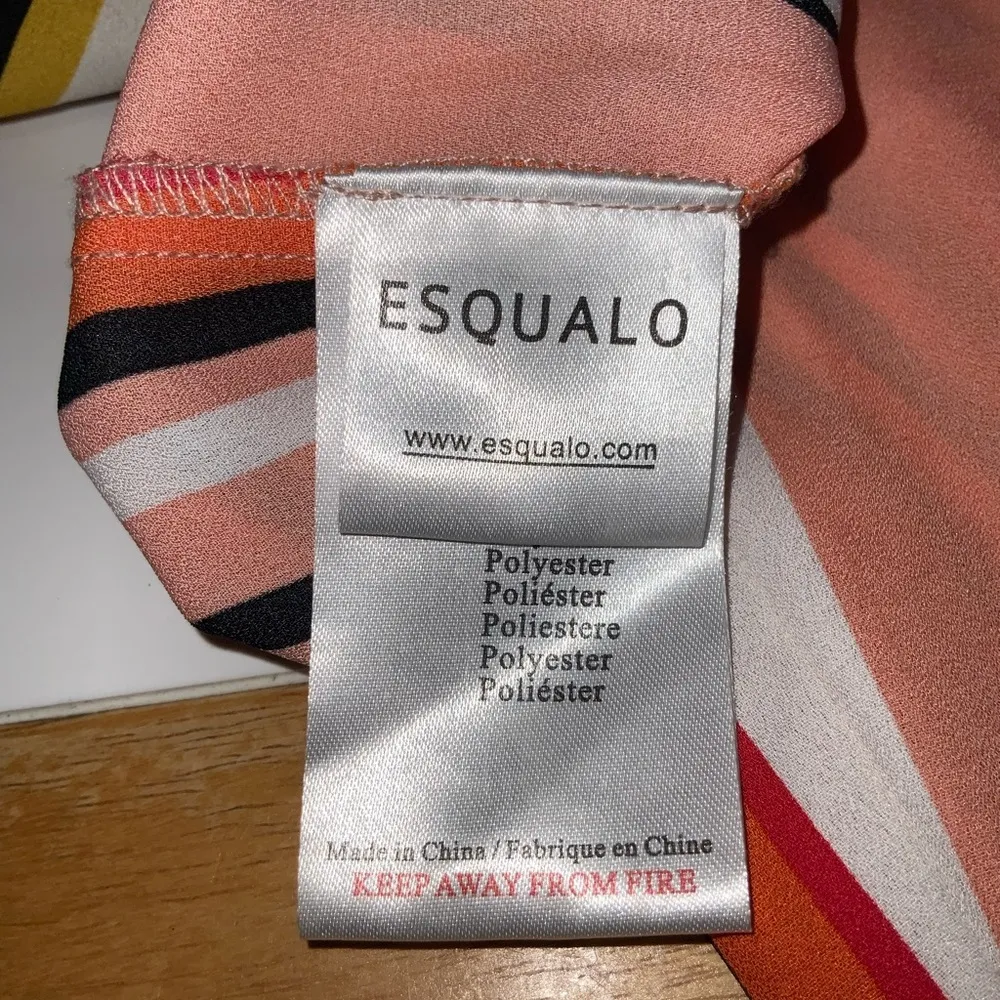 ESQUALO
www.esqualo.com
Polyester
Poliéster
Poliestere
Polyester
Poliéster
Made in China / Fabrique en Chine
KEEP AWAY FROM FIRE